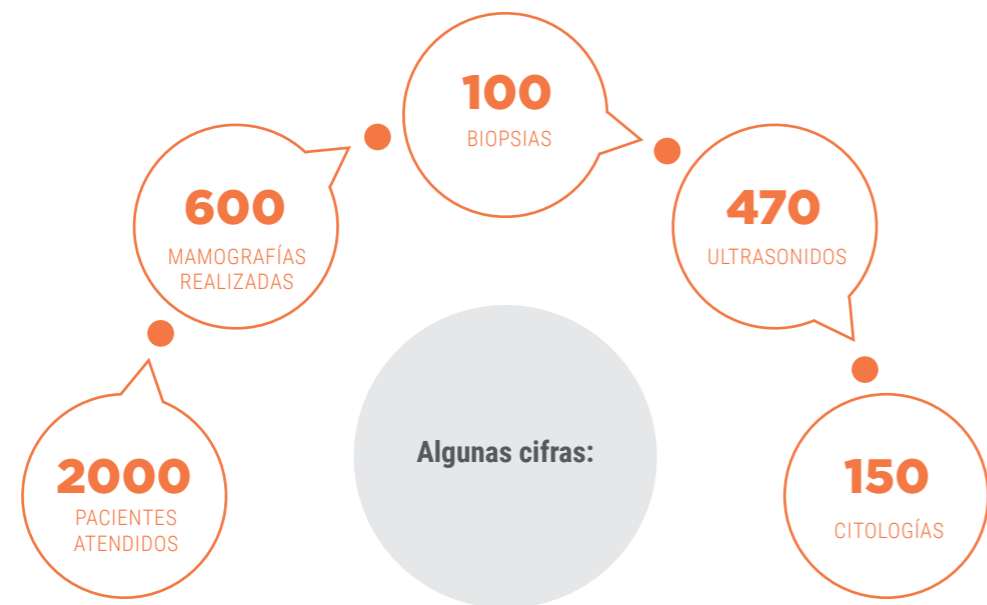 2000
PACIENTES
ATENDIDOS
600
MAMOGRAFÍAS
REALIZADAS
100
BIOPSIAS
470
ULTRASONIDOS
150
CITOLOGÍAS
Algunas cifras: